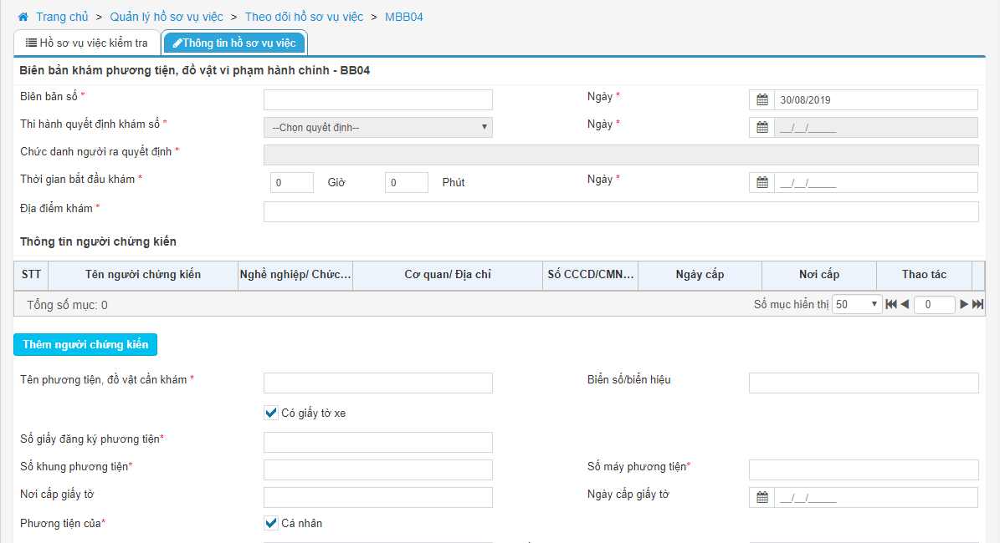 Trang chủ > Quản lý hồ sơ vụ việc > Theo dõi hồ sơ vụ việc > MBB04
Hồ sơ vụ việc kiểm tra Thông tin hồ sơ vụ việc
Biên bản khám phương tiện, đồ vật vi phạm hành chính - BB04
Biên bản số * Ngày * 30/08/2019
Thi hành quyết định khám số * --Chọn quyết định-- Ngày * __/__/____
Chức danh người ra quyết định *
Thời gian bắt đầu khám * 0 Giờ 0 Phút Ngày * __/__/____
Địa điểm khám *
Thông tin người chứng kiến
STT Tên người chứng kiến Nghề nghiệp/ Chức... Cơ quan/ Địa chỉ Số CCCD/CMN... Ngày cấp Nơi cấp Thao tác
Tổng số mục: 0 Số mục hiển thị 50 0
Thêm người chứng kiến
Tên phương tiện, đồ vật cần khám * Biển số/biển hiệu
Có giấy tờ xe
Số giấy đăng ký phương tiện*
Số khung phương tiện* Số máy phương tiện*
Nơi cấp giấy tờ Ngày cấp giấy tờ __/__/____
Phương tiện của* Cá nhân